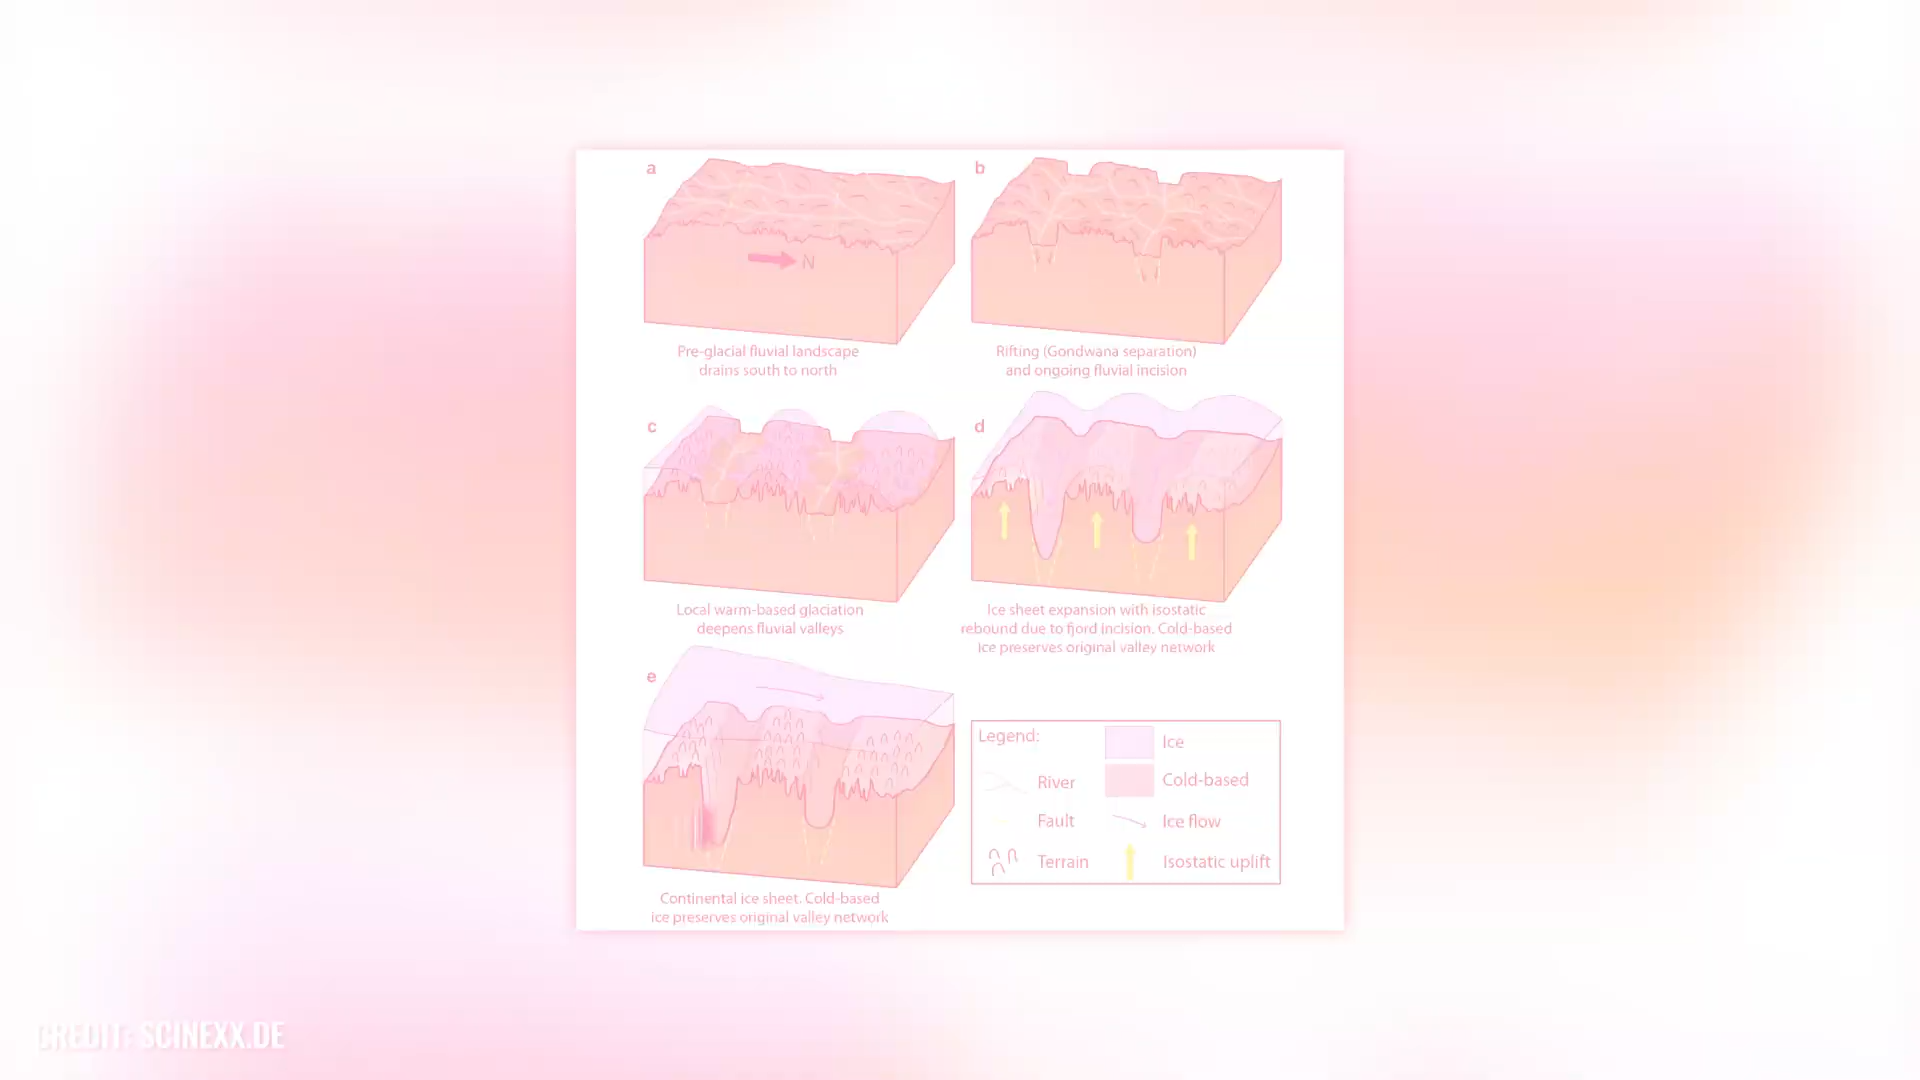 a
N
Pre-glacial fluvial landscape
drains south to north
b
Rifting (Gondwana separation)
and ongoing fluvial incision
c
Local warm-based glaciation
deepens fluvial valleys
d
Ice sheet expansion with isostatic
rebound due to fjord incision. Cold-based
ice preserves original valley network
e
Continental ice sheet. Cold-based
ice preserves original valley network
Legend:
River
Fault
Terrain
Ice
Cold-based
Ice flow
Isostatic uplift
CREDIT: SCINEXX.DE